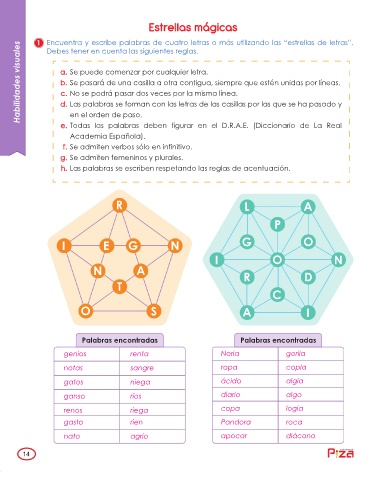 Estrellas mágicas
Habilidades visuales
1 Encuentra y escribe palabras de cuatro letras o más utilizando las “estrellas de letras”.
Debes tener en cuenta las siguientes reglas.
a. Se puede comenzar por cualquier letra.
b. Se pasará de una casilla a otra contigua, siempre que estén unidas por líneas.
c. No se podrá pasar dos veces por la misma línea.
d. Las palabras se forman con las letras de las casillas por las que se ha pasado y
en el orden de paso.
e. Todas las palabras deben figurar en el D.R.A.E. (Diccionario de La Real
Academia Española).
f. Se admiten verbos sólo en infinitivo.
g. Se admiten femeninos y plurales.
h. Las palabras se escriben respetando las reglas de acentuación.
R
I E G N
N A
T
O S
L A
P
G O
I O N
R D
C
A I
Palabras encontradas
genios renta
notas sangre
gatos niega
ganso ríos
renos riega
gasto rien
nato agrio
Palabras encontradas
Noria gorila
ropa copla
ácido algia
diario algo
capa logia
Pandora roca
apocar diácono
14
Piza